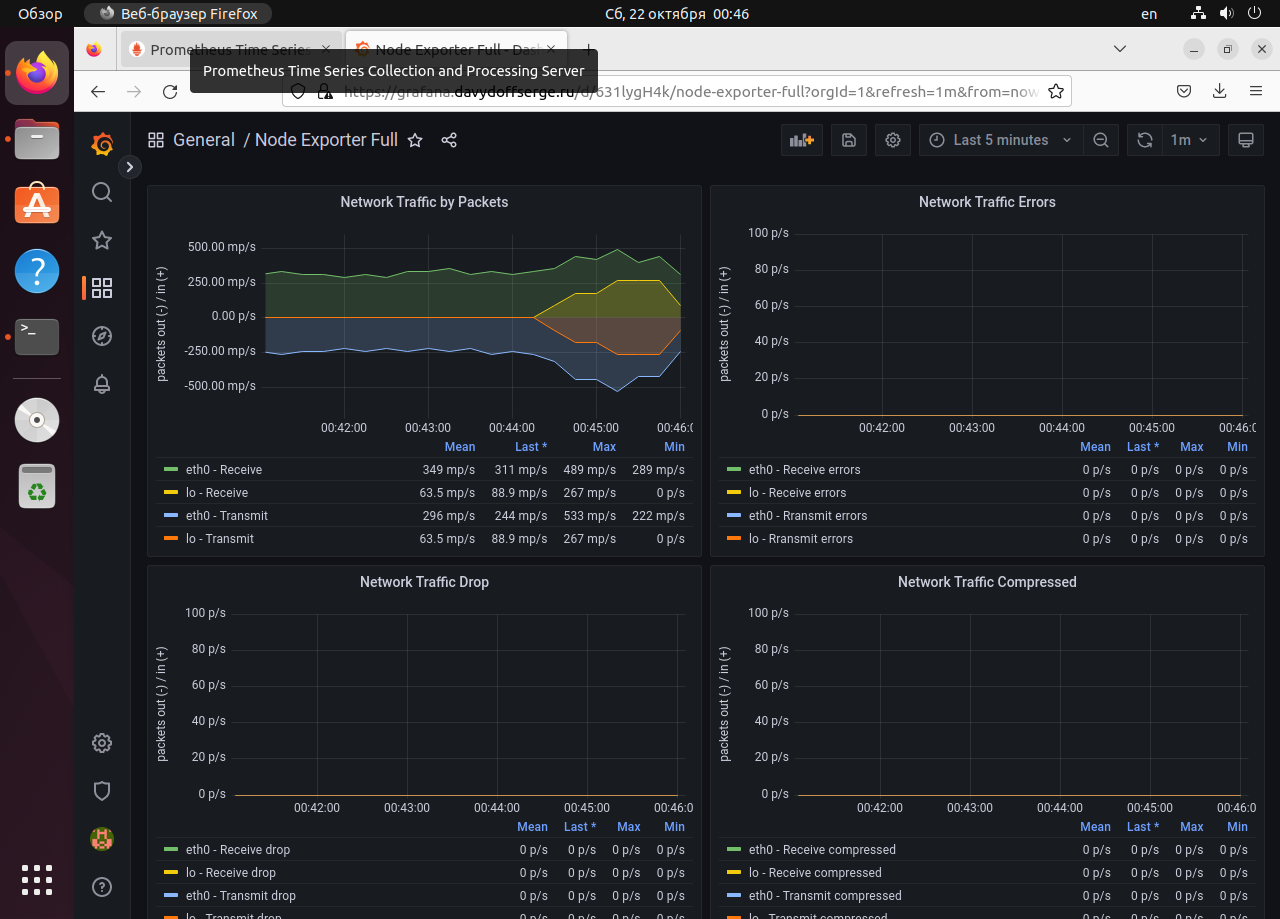 Обзор
Веб-браузер Firefox
Сб, 22 октября 00:46
en
Prometheus Time Series
Node Exporter Full - Das
Prometheus Time Series Collection and Processing Server
https://grafana.davydoffserge.ru/d/631lygH4k/node-exporter-full?orgId=1&refresh=1m&from=now
General / Node Exporter Full
Last 5 minutes
1m
Network Traffic by Packets
packets out (-) / in (+)
500.00 mp/s
250.00 mp/s
0.00 p/s
-250.00 mp/s
-500.00 mp/s
00:42:00 00:43:00 00:44:00 00:45:00 00:46:0
Mean Last * Max Min
eth0 - Receive 349 mp/s 311 mp/s 489 mp/s 289 mp/s
lo - Receive 63.5 mp/s 88.9 mp/s 267 mp/s 0 p/s
eth0 - Transmit 296 mp/s 244 mp/s 533 mp/s 222 mp/s
lo - Transmit 63.5 mp/s 88.9 mp/s 267 mp/s 0 p/s
Network Traffic Errors
packets out (-) / in (+)
100 p/s
80 p/s
60 p/s
40 p/s
20 p/s
0 p/s
00:42:00 00:43:00 00:44:00 00:45:00 00:46:0
Mean Last * Max Min
eth0 - Receive errors 0 p/s 0 p/s 0 p/s 0 p/s
lo - Receive errors 0 p/s 0 p/s 0 p/s 0 p/s
eth0 - Rransmit errors 0 p/s 0 p/s 0 p/s 0 p/s
lo - Rransmit errors 0 p/s 0 p/s 0 p/s 0 p/s
Network Traffic Drop
packets out (-) / in (+)
100 p/s
80 p/s
60 p/s
40 p/s
20 p/s
0 p/s
00:42:00 00:43:00 00:44:00 00:45:00 00:46:0
Mean Last * Max Min
eth0 - Receive drop 0 p/s 0 p/s 0 p/s 0 p/s
lo - Receive drop 0 p/s 0 p/s 0 p/s 0 p/s
eth0 - Transmit drop 0 p/s 0 p/s 0 p/s 0 p/s
lo - Transmit drop 0 p/s 0 p/s 0 p/s 0 p/s
Network Traffic Compressed
packets out (-) / in (+)
100 p/s
80 p/s
60 p/s
40 p/s
20 p/s
0 p/s
00:42:00 00:43:00 00:44:00 00:45:00 00:46:0
Mean Last * Max Min
eth0 - Receive compressed 0 p/s 0 p/s 0 p/s 0 p/s
lo - Receive compressed 0 p/s 0 p/s 0 p/s 0 p/s
eth0 - Transmit compressed 0 p/s 0 p/s 0 p/s 0 p/s
lo - Transmit compressed 0 p/s 0 p/s 0 p/s 0 p/s